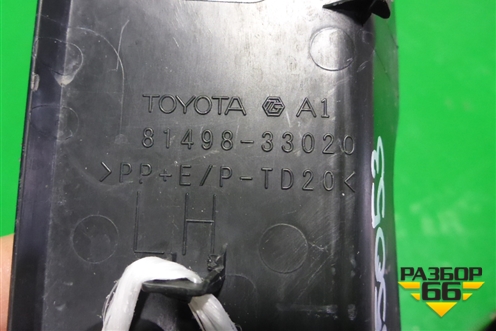 TOYOTA A1
81498-33020
>PP+E/P-TD20<
LH
РАЗБОР
66